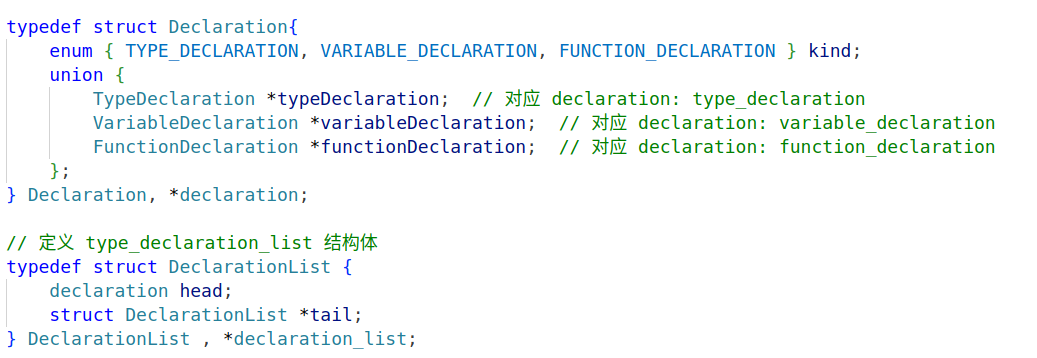 typedef struct Declaration{
    enum { TYPE_DECLARATION, VARIABLE_DECLARATION, FUNCTION_DECLARATION } kind;
    union {
        TypeDeclaration *typeDeclaration;  // 对应 declaration: type_declaration
        VariableDeclaration *variableDeclaration;  // 对应 declaration: variable_declaration
        FunctionDeclaration *functionDeclaration;  // 对应 declaration: function_declaration
    };
} Declaration, *declaration;

// 定义 type_declaration_list 结构体
typedef struct DeclarationList {
    declaration head;
    struct DeclarationList *tail;
} DeclarationList , *declaration_list;